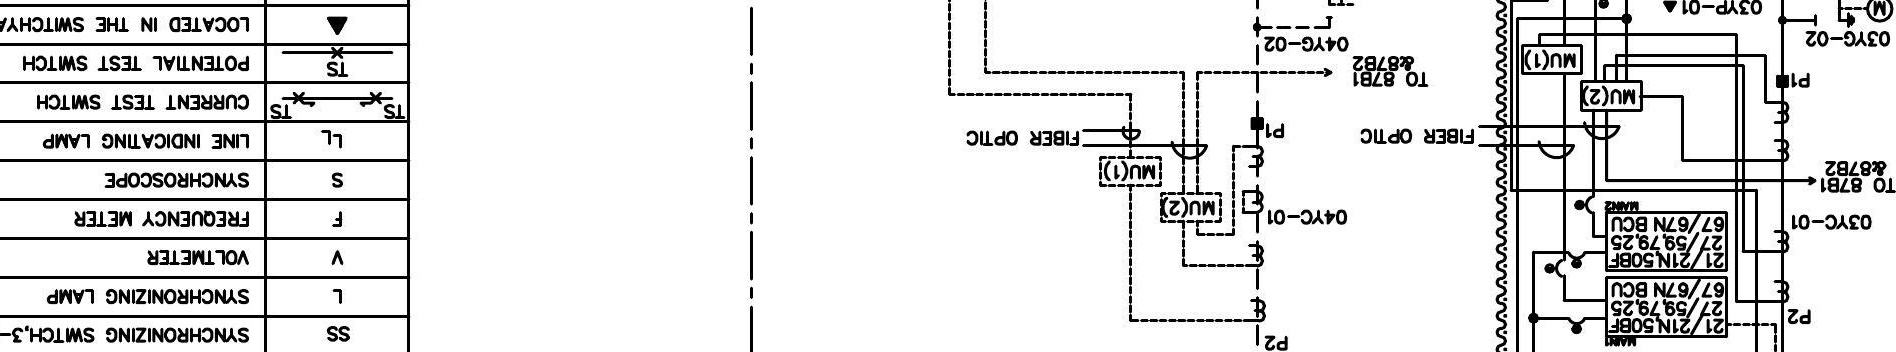 MAIN1
21/21N,50BF
27/59,79,25
67/67N BCU
P2
21/21N,50BF
27/59,79,25
67/67N BCU
MAIN2
03YC-01
TO 87B1
&87B2
FIBER OPTIC
P1
MU(2)
MU(1)
03YG-02
M
03YP-01
P2
04YC-01
MU(2)
MU(1)
FIBER OPTIC
P1
TO 87B1
&87B2
04YG-02
SS SYNCHRONIZING SWITCH,3-
L SYNCHRONIZING LAMP
V VOLTMETER
F FREQUENCY METER
S SYNCHROSCOPE
LL LINE INDICATING LAMP
TS TS CURRENT TEST SWITCH
TS POTENTIAL TEST SWITCH
LOCATED IN THE SWITCHYA